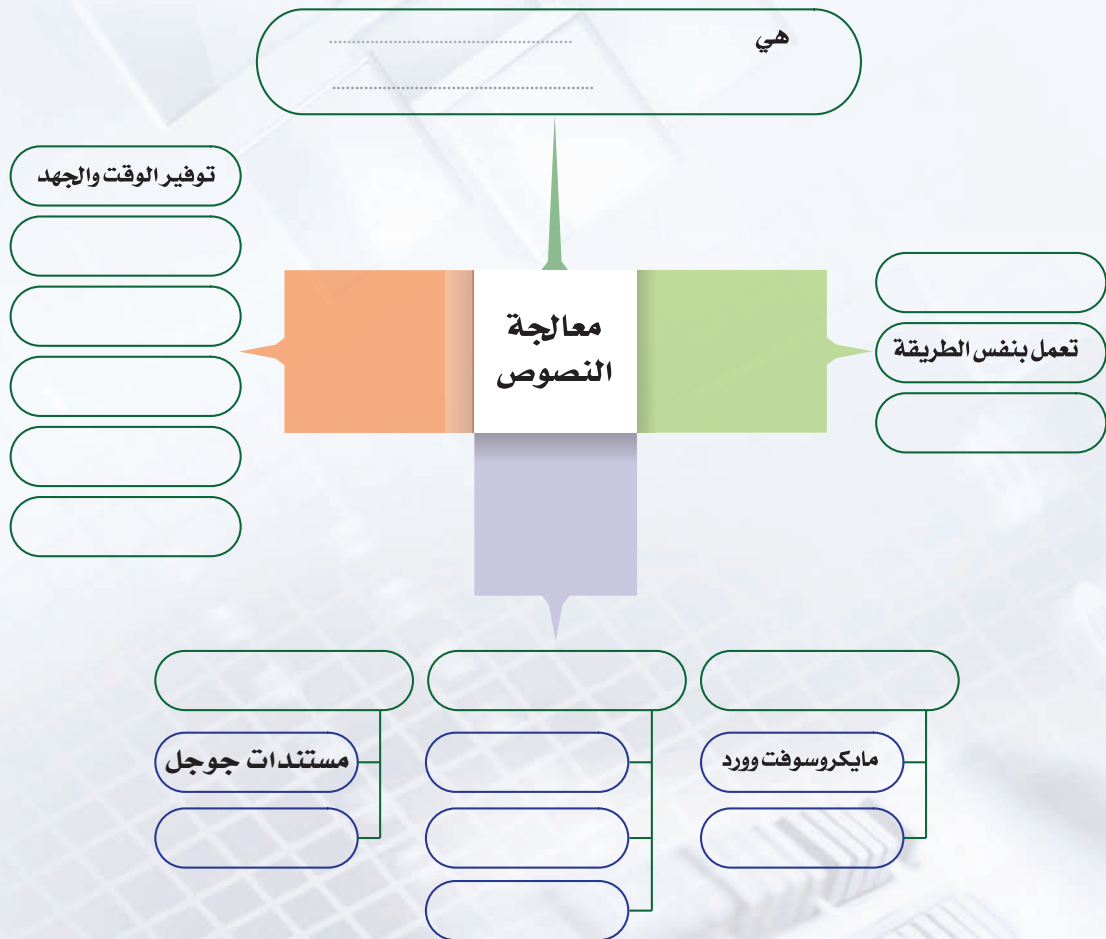 هي
توفير الوقت والجهد
معالجة
النصوص
تعمل بنفس الطريقة
مايكروسوفت وورد
مستندات جوجل